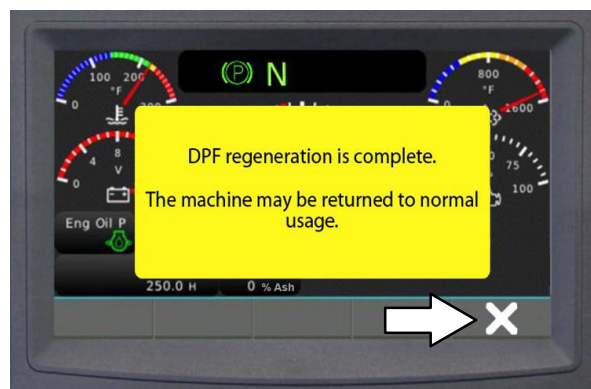 (P) N
100 200
°F
0
800
°F
0 1600
DPF regeneration is complete.
The machine may be returned to normal
usage.
4 8
V
0
75
100
Eng Oil P
250.0 H
0 % Ash